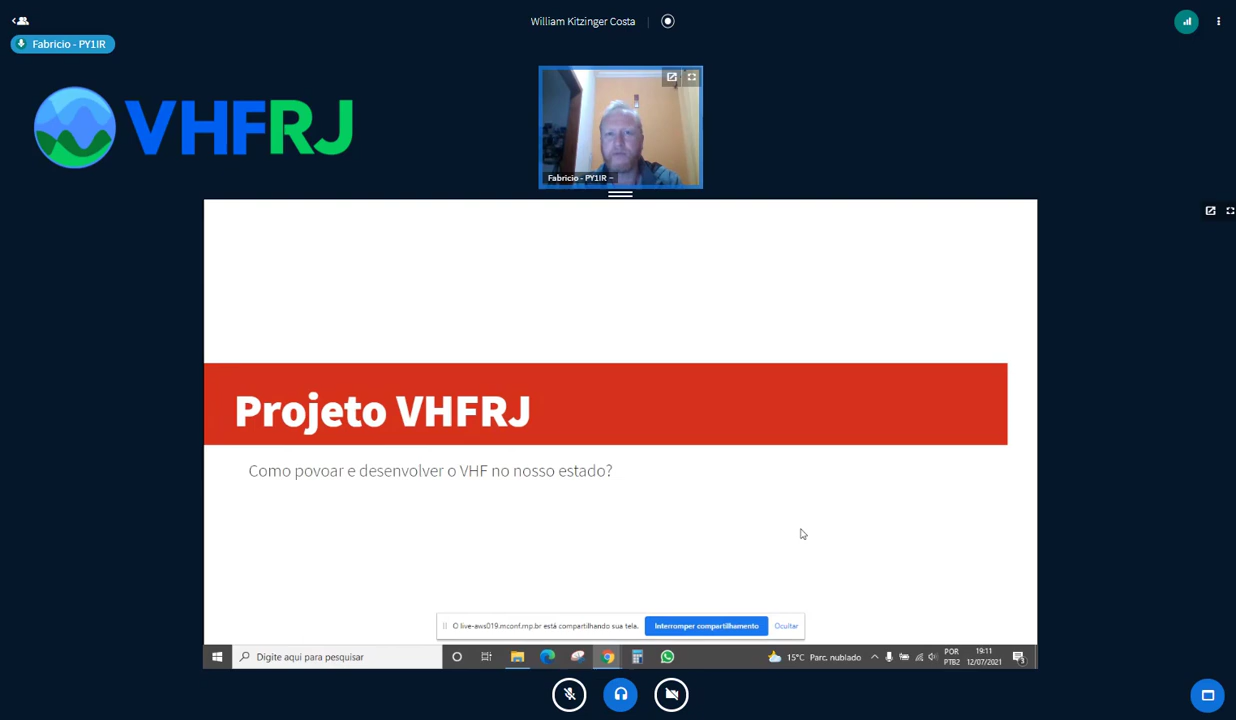 William Kitzinger Costa
Fabricio - PY1IR
VHFRJ
Fabricio - PY1IR
Projeto VHFRJ
Como povoar e desenvolver o VHF no nosso estado?
O live-aws019.mconf.rnp.br está compartilhando sua tela.
Interromper compartilhamento
Ocultar
Digite aqui para pesquisar
15°C Parc. nublado
POR
PTB2
19:11
12/07/2021
3